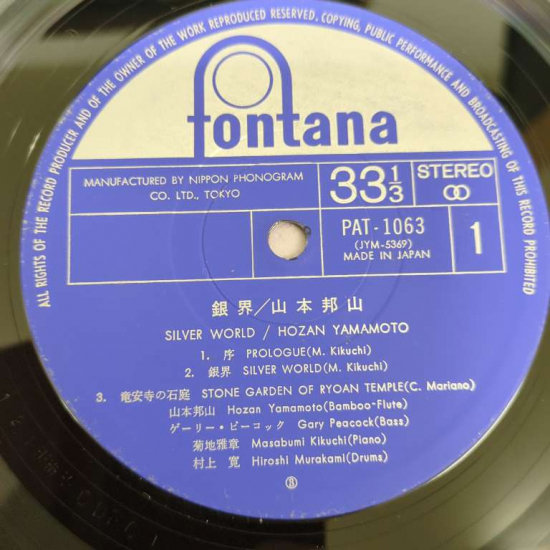 ALL RIGHTS OF THE RECORD PRODUCER AND OF THE OWNER OF THE WORK REPRODUCED RESERVED. COPYING, PUBLIC PERFORMANCE AND BROADCASTING OF THIS RECORD PROHIBITED
fontana
MANUFACTURED BY NIPPON PHONOGRAM
CO. LTD., TOKYO
33 1/3
STEREO
PAT-1063
(JYM-5369)
MADE IN JAPAN
1
銀界/山本邦山
SILVER WORLD / HOZAN YAMAMOTO
1. 序 PROLOGUE(M. Kikuchi)
2. 銀界 SILVER WORLD(M. Kikuchi)
3. 竜安寺の石庭 STONE GARDEN OF RYOAN TEMPLE(C. Mariano)
山本邦山 Hozan Yamamoto(Bamboo-Flute)
ゲーリー・ピーコック Gary Peacock(Bass)
菊地雅章 Masabumi Kikuchi(Piano)
村上 寛 Hiroshi Murakami(Drums)